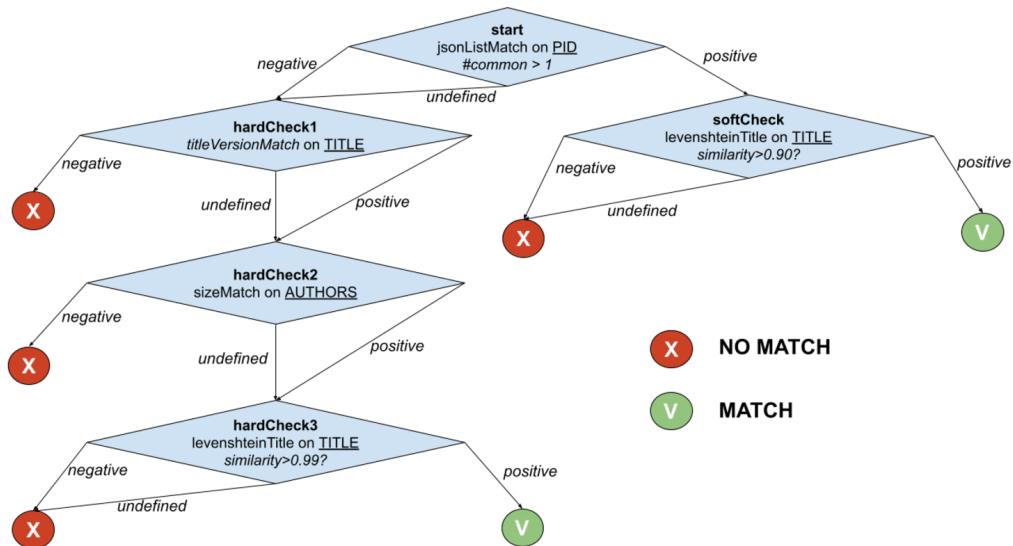 start
jsonListMatch on PID
#common > 1
negative
positive
undefined
hardCheck1
titleVersionMatch on TITLE
softCheck
levenshteinTitle on TITLE
similarity>0.90?
negative
negative
positive
X
undefined
positive
undefined
X
V
hardCheck2
sizeMatch on AUTHORS
negative
undefined
positive
X
X NO MATCH
V MATCH
hardCheck3
levenshteinTitle on TITLE
similarity>0.99?
negative
positive
undefined
X
V